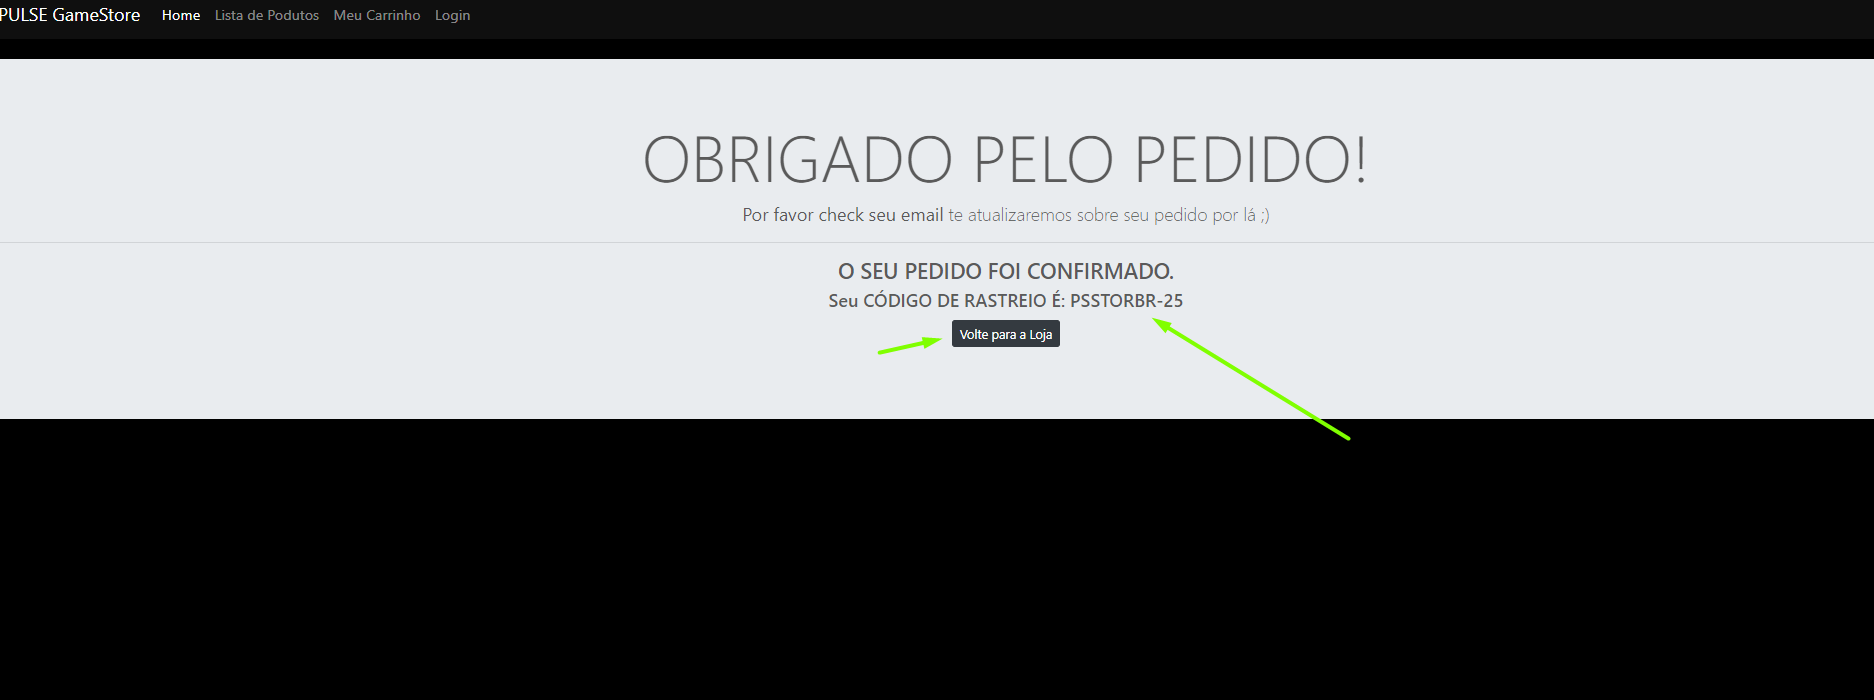 PULSE GameStore Home Lista de Podutos Meu Carrinho Login
OBRIGADO PELO PEDIDO!
Por favor check seu email te atualizaremos sobre seu pedido por lá ;)
O SEU PEDIDO FOI CONFIRMADO.
Seu CÓDIGO DE RASTREIO É: PSSTORBR-25
Volte para a Loja